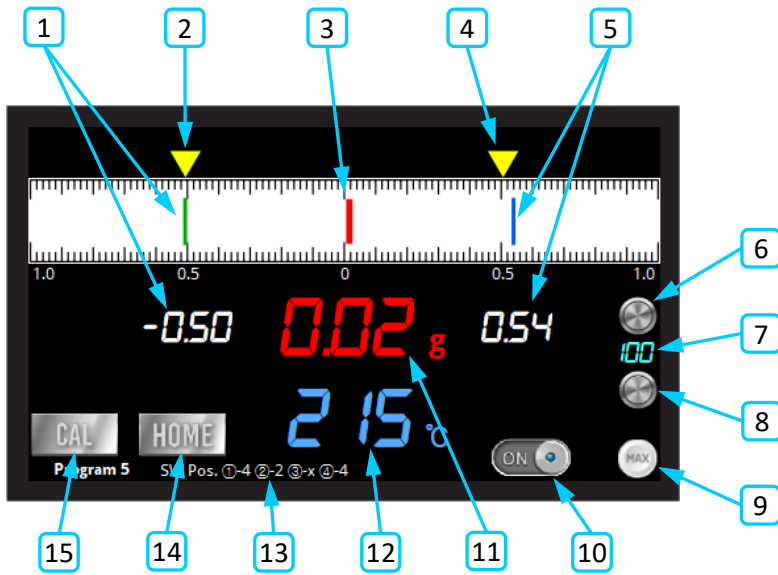 1 2 3 4 5
1.0 0.5 0 0.5 1.0
6
-0.50 0.02 g 0.54
7
100
215 °C
8
CAL HOME
ON MAX
Program 5 SW Pos. ①-4 ②-2 ③-x ④-4
9
15 14 13 12 11 10